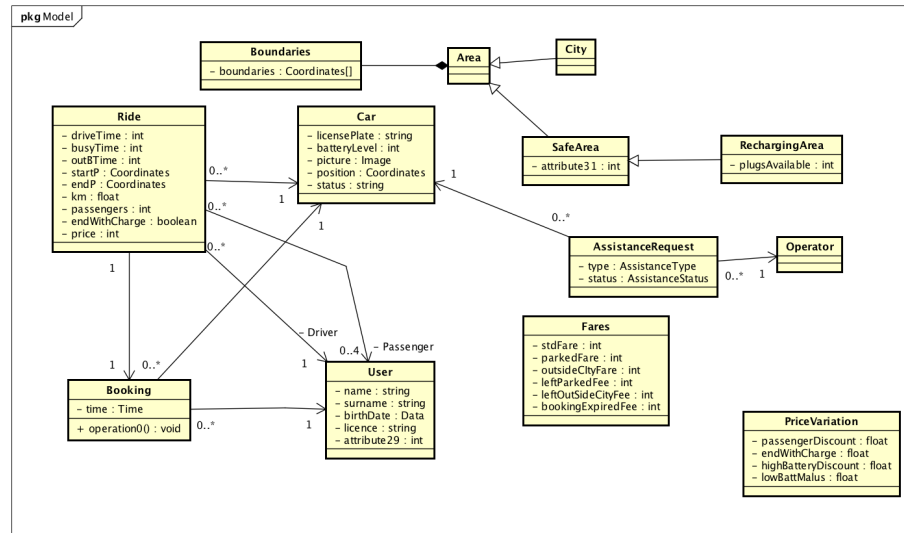 pkg Model
Boundaries
- boundaries : Coordinates[]
Area
City
Ride
- driveTime : int
- busyTime : int
- outBTime : int
- startP : Coordinates
- endP : Coordinates
- km : float
- passengers : int
- endWithCharge : boolean
- price : int
Car
- licensePlate : string
- batteryLevel : int
- picture : Image
- position : Coordinates
- status : string
SafeArea
- attribute31 : int
RechargingArea
- plugsAvailable : int
0..*
1
1
0..*
0..*
1
0..*
0..*
AssistanceRequest
- type : AssistanceType
- status : AssistanceStatus
Operator
0..*
1
1
Fares
- stdFare : int
- parkedFare : int
- outsideCItyFare : int
- leftParkedFee : int
- leftOutSideCityFee : int
- bookingExpiredFee : int
- Driver
- Passenger
0..4
1
1
0..*
Booking
- time : Time
+ operation0() : void
0..*
1
User
- name : string
- surname : string
- birthDate : Data
- licence : string
- attribute29 : int
PriceVariation
- passengerDiscount : float
- endWithCharge : float
- highBatteryDiscount : float
- lowBattMalus : float